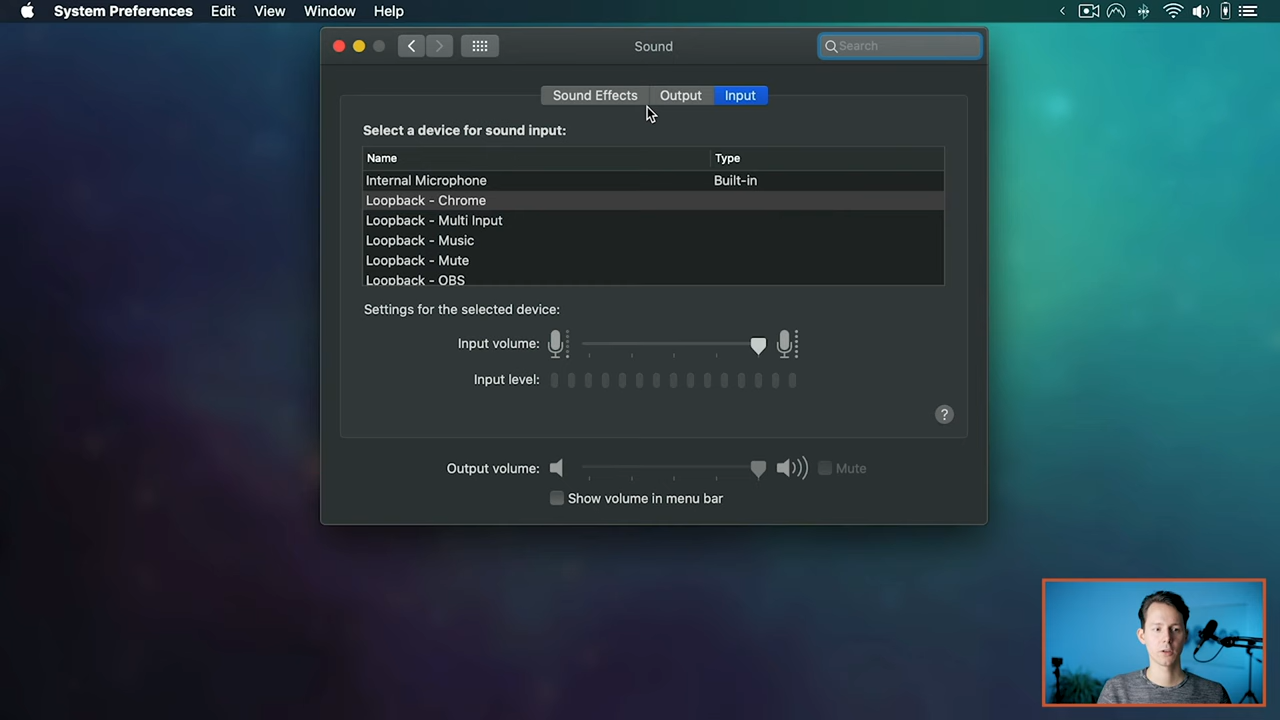 System Preferences Edit View Window Help
Sound
Search
Sound Effects Output Input
Select a device for sound input:
Name Type
Internal Microphone Built-in
Loopback - Chrome
Loopback - Multi Input
Loopback - Music
Loopback - Mute
Loopback - OBS
Settings for the selected device:
Input volume:
Input level:
?
Output volume: Mute
Show volume in menu bar